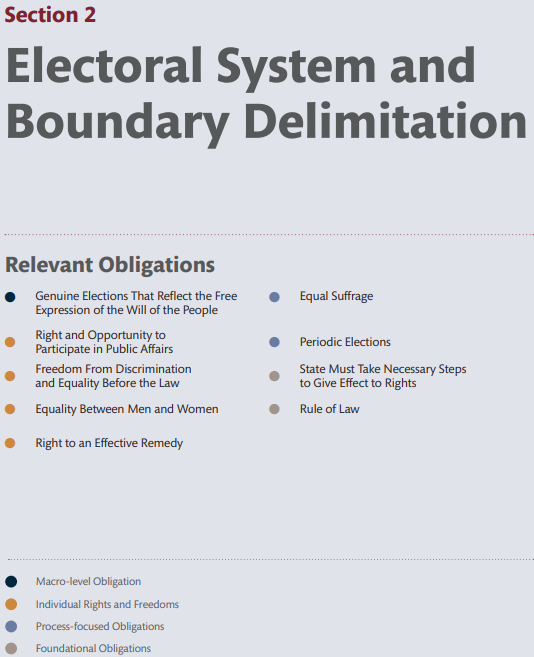 Section 2
Electoral System and
Boundary Delimitation
Relevant Obligations
Genuine Elections That Reflect the Free
Expression of the Will of the People
Right and Opportunity to
Participate in Public Affairs
Freedom From Discrimination
and Equality Before the Law
Equality Between Men and Women
Right to an Effective Remedy
Equal Suffrage
Periodic Elections
State Must Take Necessary Steps
to Give Effect to Rights
Rule of Law
Macro-level Obligation
Individual Rights and Freedoms
Process-focused Obligations
Foundational Obligations